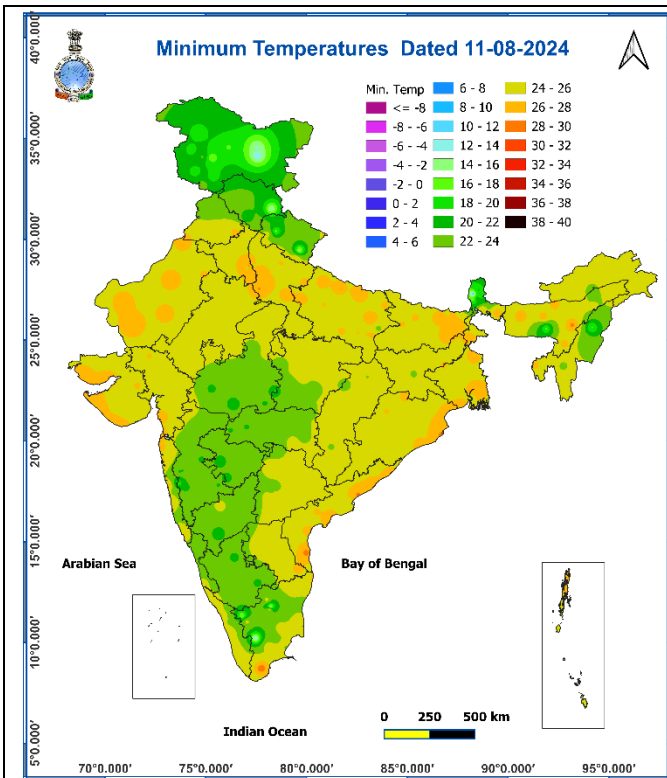 Minimum Temperatures Dated 11-08-2024
Min. Temp
<= -8
-8 - -6
-6 - -4
-4 - -2
-2 - 0
0 - 2
2 - 4
4 - 6
6 - 8
8 - 10
10 - 12
12 - 14
14 - 16
16 - 18
18 - 20
20 - 22
22 - 24
24 - 26
26 - 28
28 - 30
30 - 32
32 - 34
34 - 36
36 - 38
38 - 40
40°0.000'
35°0.000'
30°0.000'
25°0.000'
20°0.000'
15°0.000'
10°0.000'
5°0.000'
Arabian Sea
Bay of Bengal
Indian Ocean
0 250 500 km
70°0.000' 75°0.000' 80°0.000' 85°0.000' 90°0.000' 95°0.000'